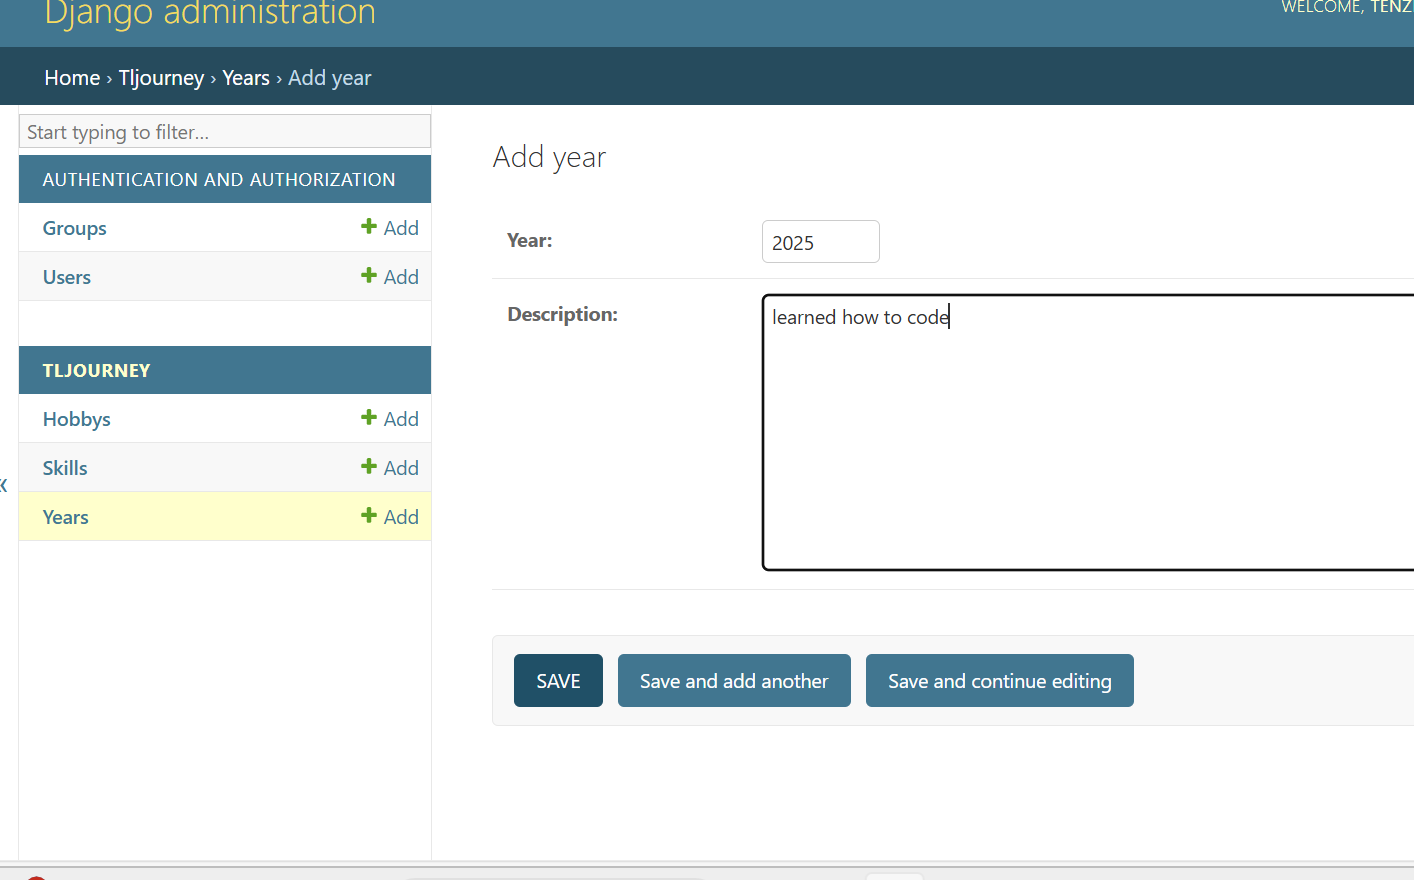 Django administration
WELCOME, TENZ
Home › Tljourney › Years › Add year
Start typing to filter...
AUTHENTICATION AND AUTHORIZATION
Groups Add
Users Add
TLJOURNEY
Hobbys Add
Skills Add
Years Add
«
Add year
Year: 2025
Description: learned how to code
SAVE Save and add another Save and continue editing